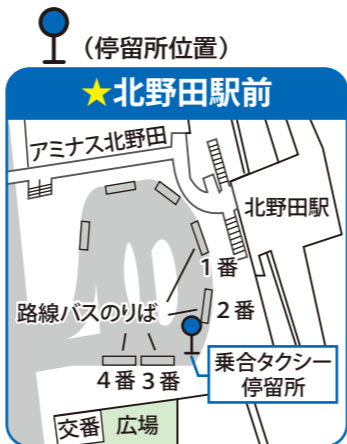 (停留所位置)
★北野田駅前
アミナス北野田
北野田駅
1番
路線バスのりば
2番
乗合タクシー
停留所
4番 3番
交番 広場